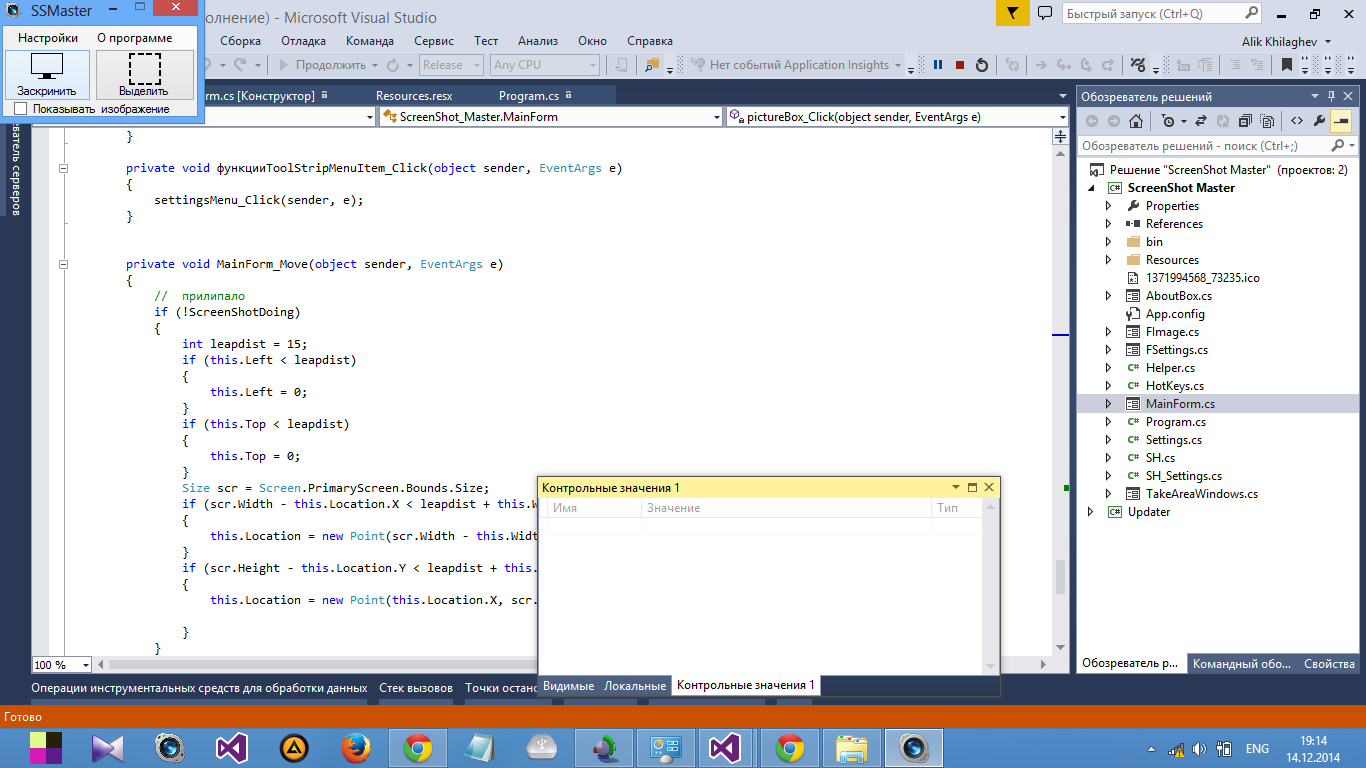 SSMaster
Настройки О программе
Заскринить Выделить
Показывать изображение
олнение) - Microsoft Visual Studio
Быстрый запуск (Ctrl+Q)
Сборка Отладка Команда Сервис Тест Анализ Окно Справка
Alik Khilaghev
Продолжить Release Any CPU Нет событий Application Insights
rm.cs [Конструктор] Resources.resx Program.cs
ScreenShot_Master.MainForm pictureBox_Click(object sender, EventArgs e)
еватель серверов
}
private void функцииToolStripMenuItem_Click(object sender, EventArgs e)
{
settingsMenu_Click(sender, e);
}
private void MainForm_Move(object sender, EventArgs e)
{
// прилипало
if (!ScreenShotDoing)
{
int leapdist = 15;
if (this.Left < leapdist)
{
this.Left = 0;
}
if (this.Top < leapdist)
{
this.Top = 0;
}
Size scr = Screen.PrimaryScreen.Bounds.Size;
if (scr.Width - this.Location.X < leapdist + this.W
{
this.Location = new Point(scr.Width - this.Widt
}
if (scr.Height - this.Location.Y < leapdist + this.
{
this.Location = new Point(this.Location.X, scr.
}
}
100 %
Контрольные значения 1
Имя Значение Тип
Видимые Локальные Контрольные значения 1
Обозреватель решений
Обозреватель решений - поиск (Ctrl+;)
Решение "ScreenShot Master" (проектов: 2)
ScreenShot Master
Properties
References
bin
Resources
1371994568_73235.ico
AboutBox.cs
App.config
FImage.cs
FSettings.cs
Helper.cs
HotKeys.cs
MainForm.cs
Program.cs
Settings.cs
SH.cs
SH_Settings.cs
TakeAreaWindows.cs
Updater
Обозреватель р... Командный обо... Свойства
Операции инструментальных средств для обработки данных Стек вызовов Точки остано
Готово
ENG
19:14
14.12.2014